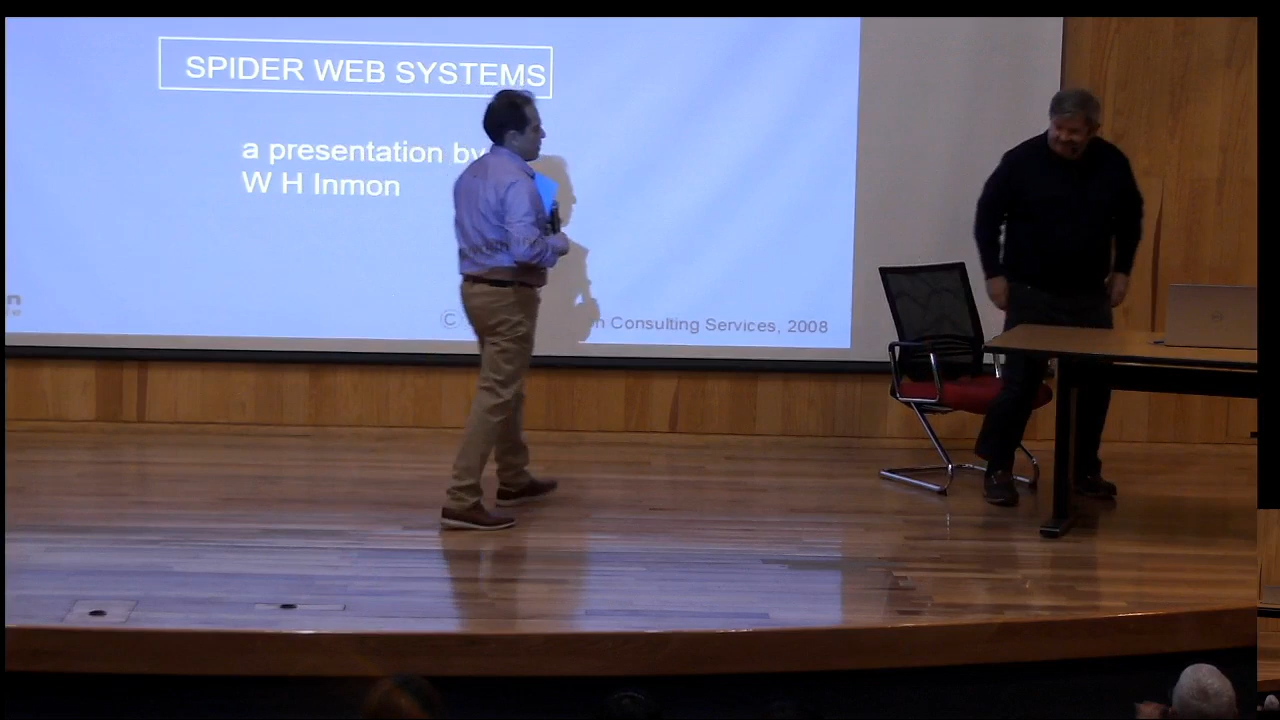 SPIDER WEB SYSTEMS
a presentation by
W H Inmon
© n Consulting Services, 2008
n